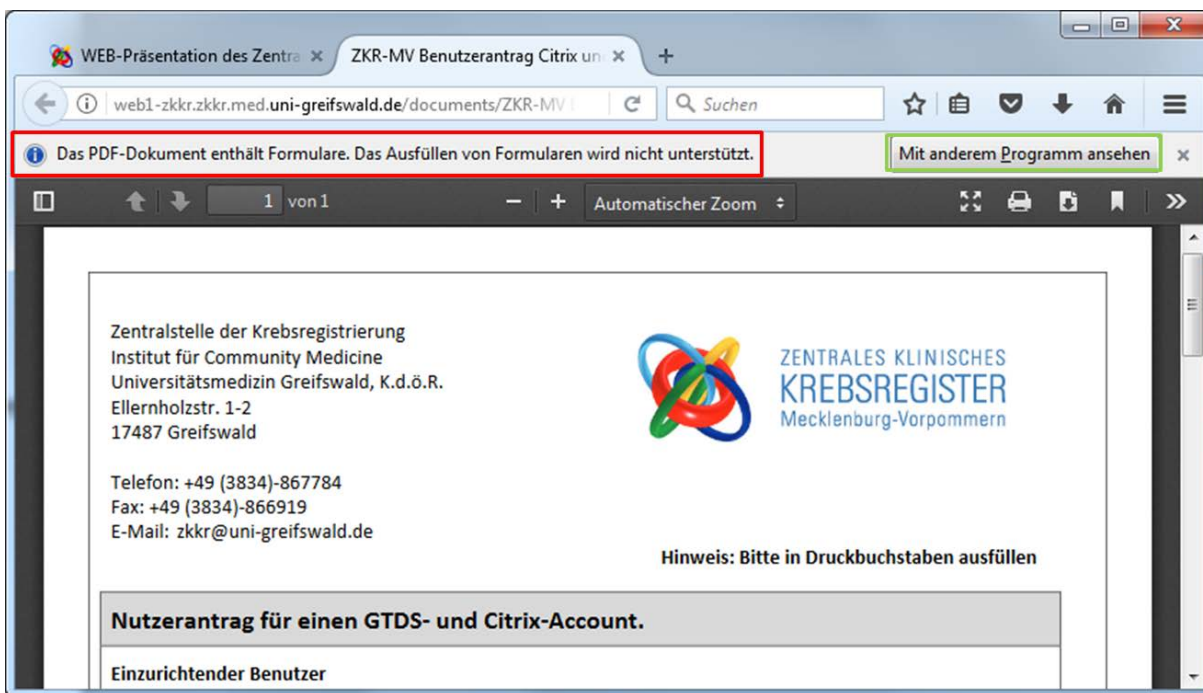 WEB-Präsentation des Zentra
ZKR-MV Benutzerantrag Citrix un
web1-zkkr.zkkr.med.uni-greifswald.de/documents/ZKR-MV
Suchen
Das PDF-Dokument enthält Formulare. Das Ausfüllen von Formularen wird nicht unterstützt.
Mit anderem Programm ansehen
1 von 1
Automatischer Zoom
Zentralstelle der Krebsregistrierung
Institut für Community Medicine
Universitätsmedizin Greifswald, K.d.ö.R.
Ellernholzstr. 1-2
17487 Greifswald
ZENTRALES KLINISCHES
KREBSREGISTER
Mecklenburg-Vorpommern
Telefon: +49 (3834)-867784
Fax: +49 (3834)-866919
E-Mail: zkkr@uni-greifswald.de
Hinweis: Bitte in Druckbuchstaben ausfüllen
Nutzerantrag für einen GTDS- und Citrix-Account.
Einzurichtender Benutzer